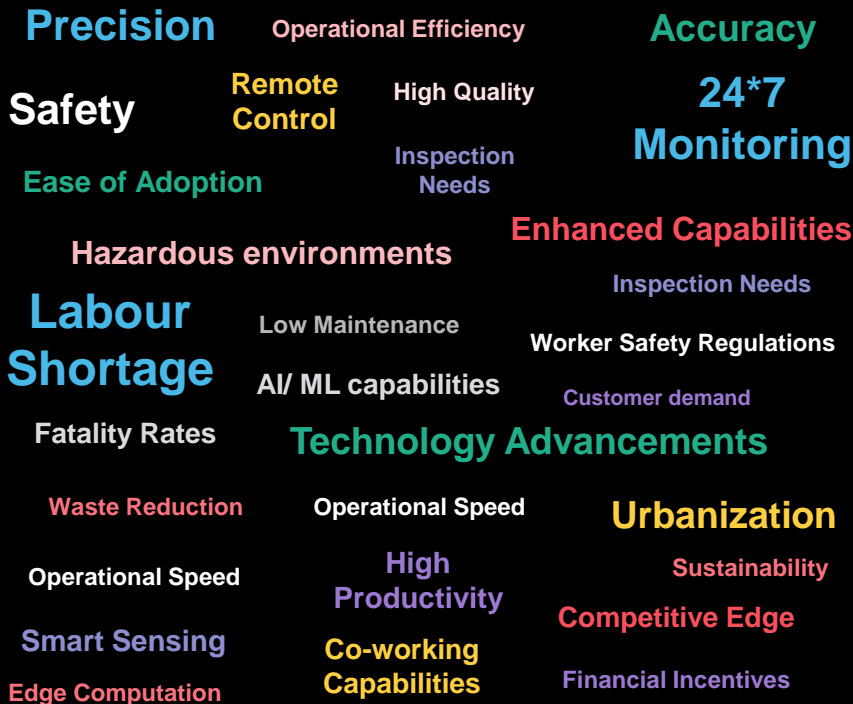 Precision
Operational Efficiency
Accuracy
Safety
Remote
Control
High Quality
24*7
Monitoring
Ease of Adoption
Inspection
Needs
Enhanced Capabilities
Hazardous environments
Inspection Needs
Labour
Shortage
Low Maintenance
Worker Safety Regulations
AI/ ML capabilities
Customer demand
Fatality Rates
Technology Advancements
Waste Reduction
Operational Speed
Urbanization
Operational Speed
High
Productivity
Sustainability
Competitive Edge
Smart Sensing
Co-working
Capabilities
Financial Incentives
Edge Computation